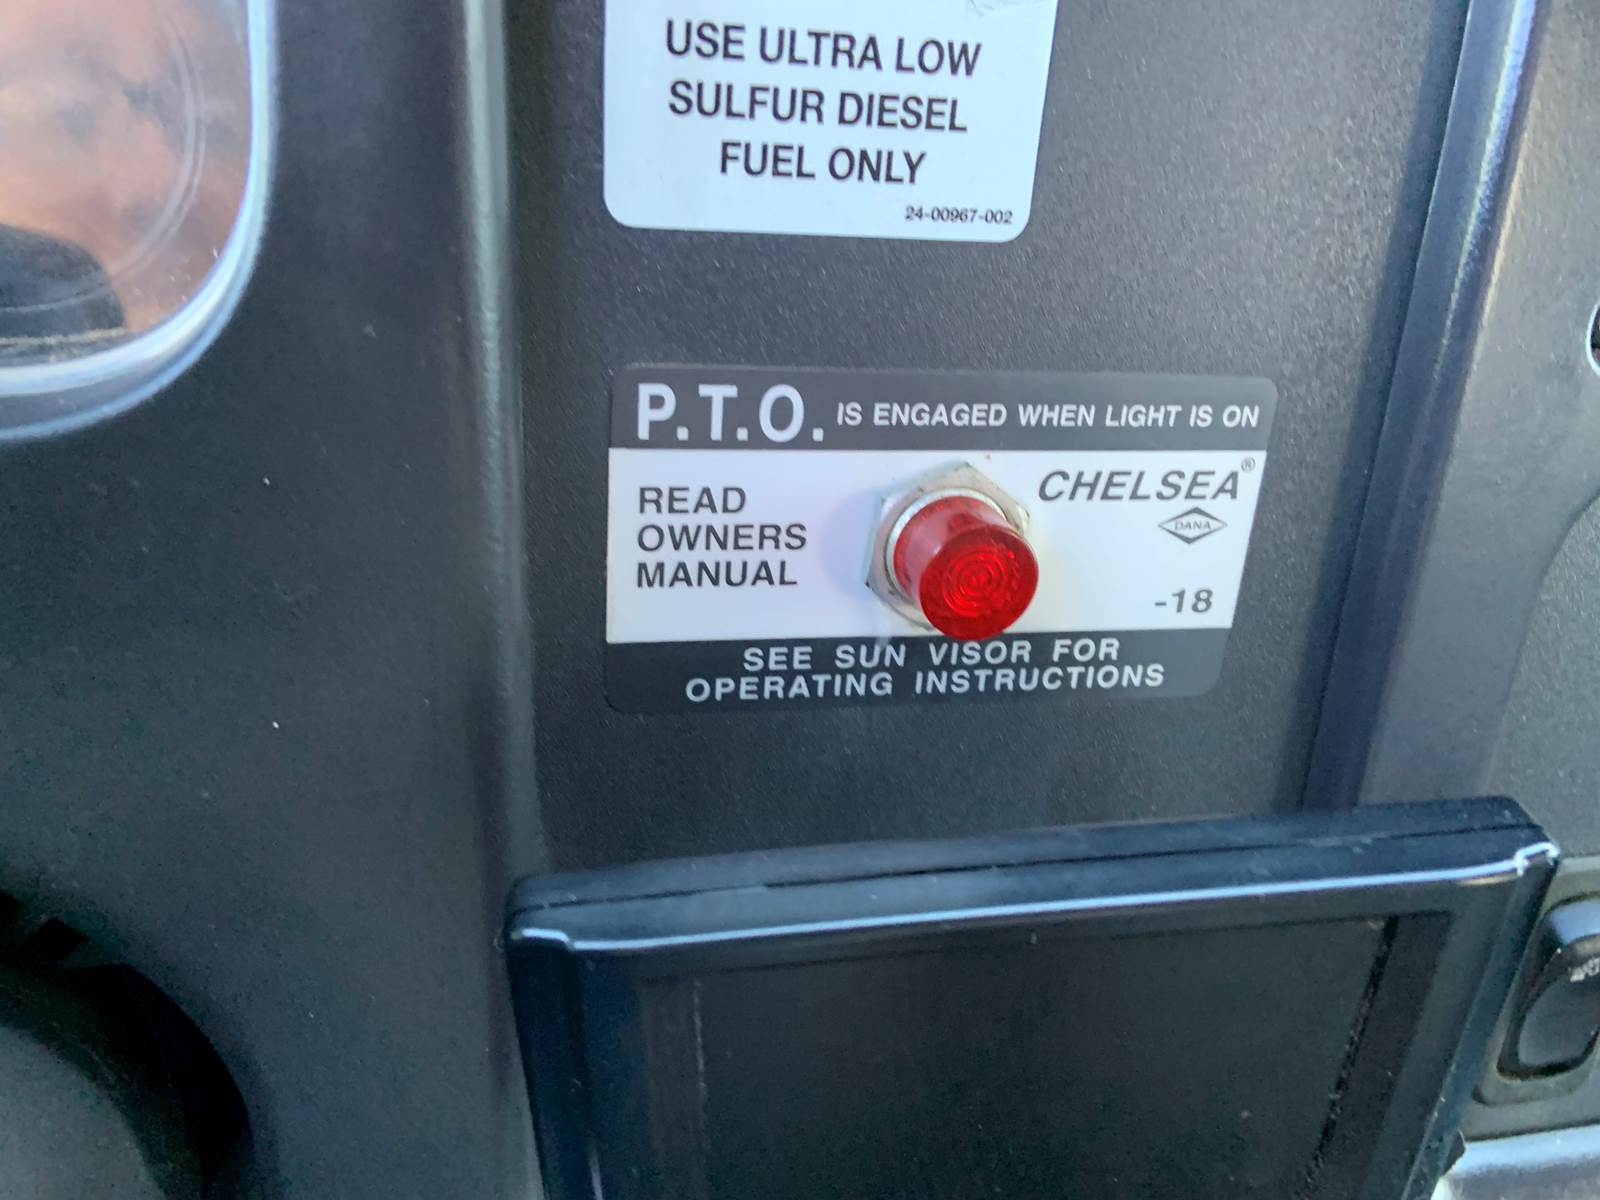 USE ULTRA LOW
SULFUR DIESEL
FUEL ONLY
24-00967-002
P.T.O. IS ENGAGED WHEN LIGHT IS ON
READ
OWNERS
MANUAL
CHELSEA®
DANA
-18
SEE SUN VISOR FOR
OPERATING INSTRUCTIONS